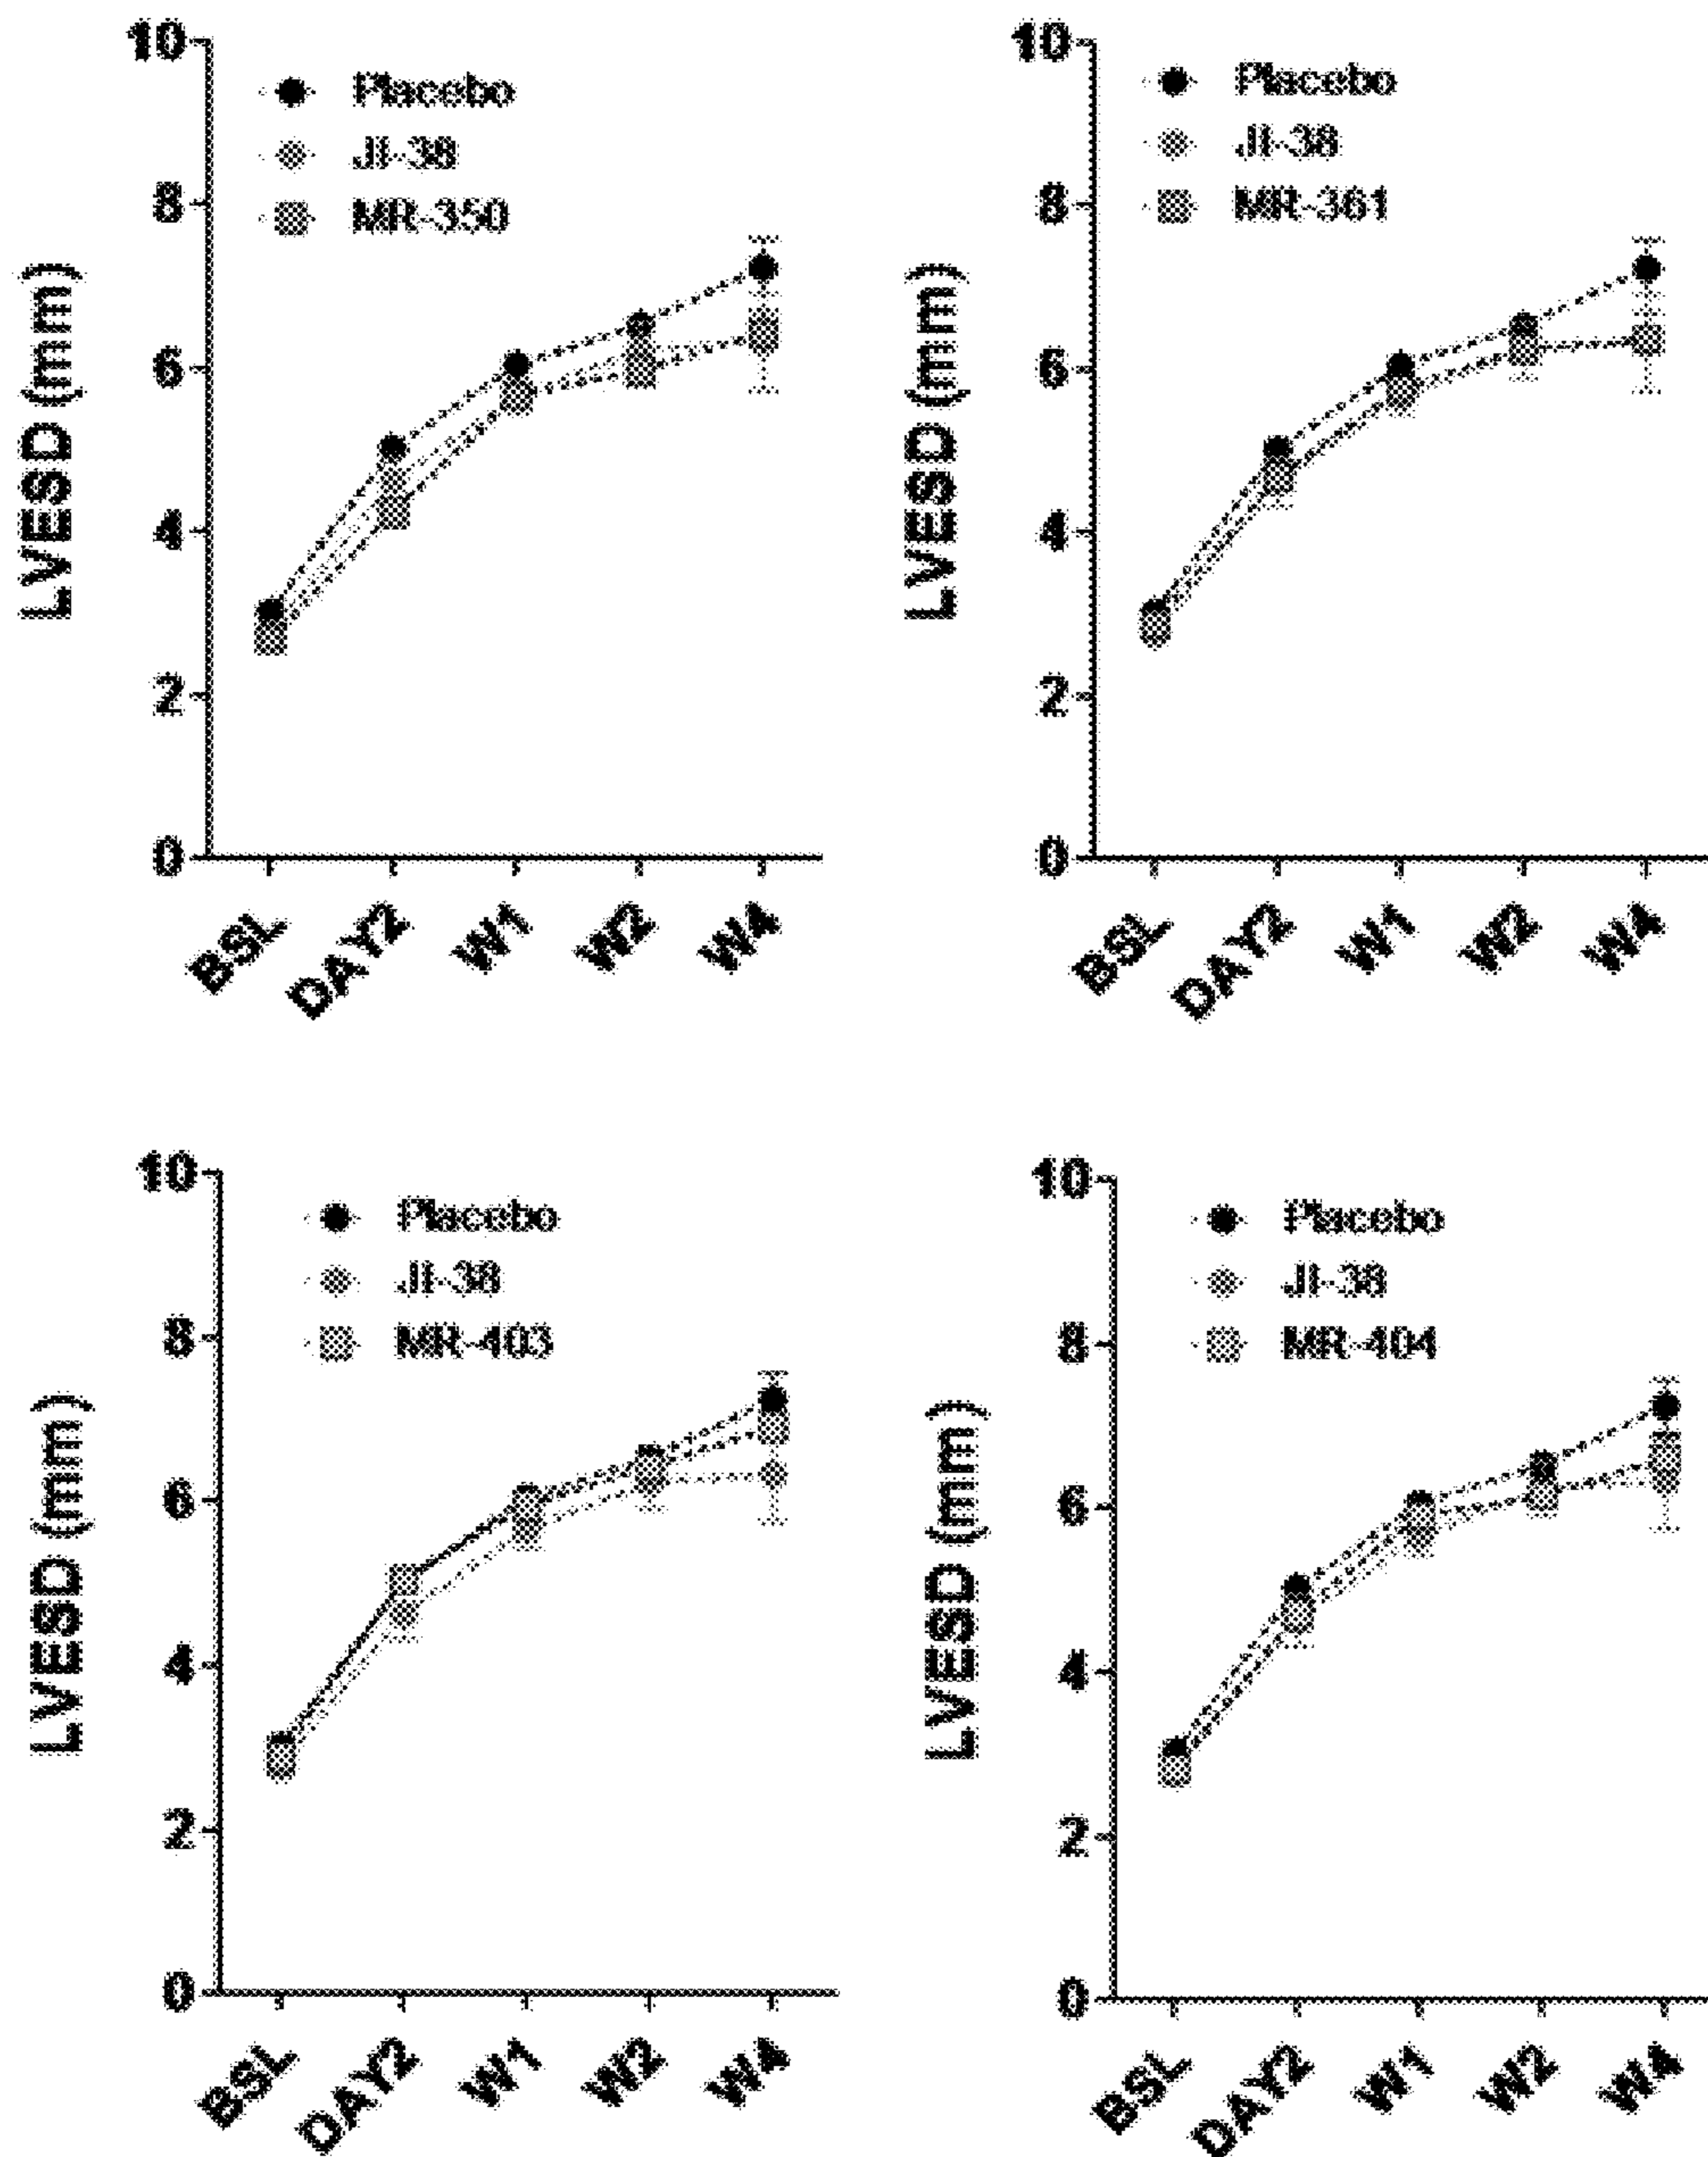 10
8
6
4
2
0
LVESD (mm)
Placebo
JI-38
MR-350
BSL
DAY2
W1
W2
W4
10
8
6
4
2
0
LVESD (mm)
Placebo
JI-38
MR-361
BSL
DAY2
W1
W2
W4
10
8
6
4
2
0
LVESD (mm)
Placebo
JI-38
MR-403
BSL
DAY2
W1
W2
W4
10
8
6
4
2
0
LVESD (mm)
Placebo
JI-38
MR-404
BSL
DAY2
W1
W2
W4